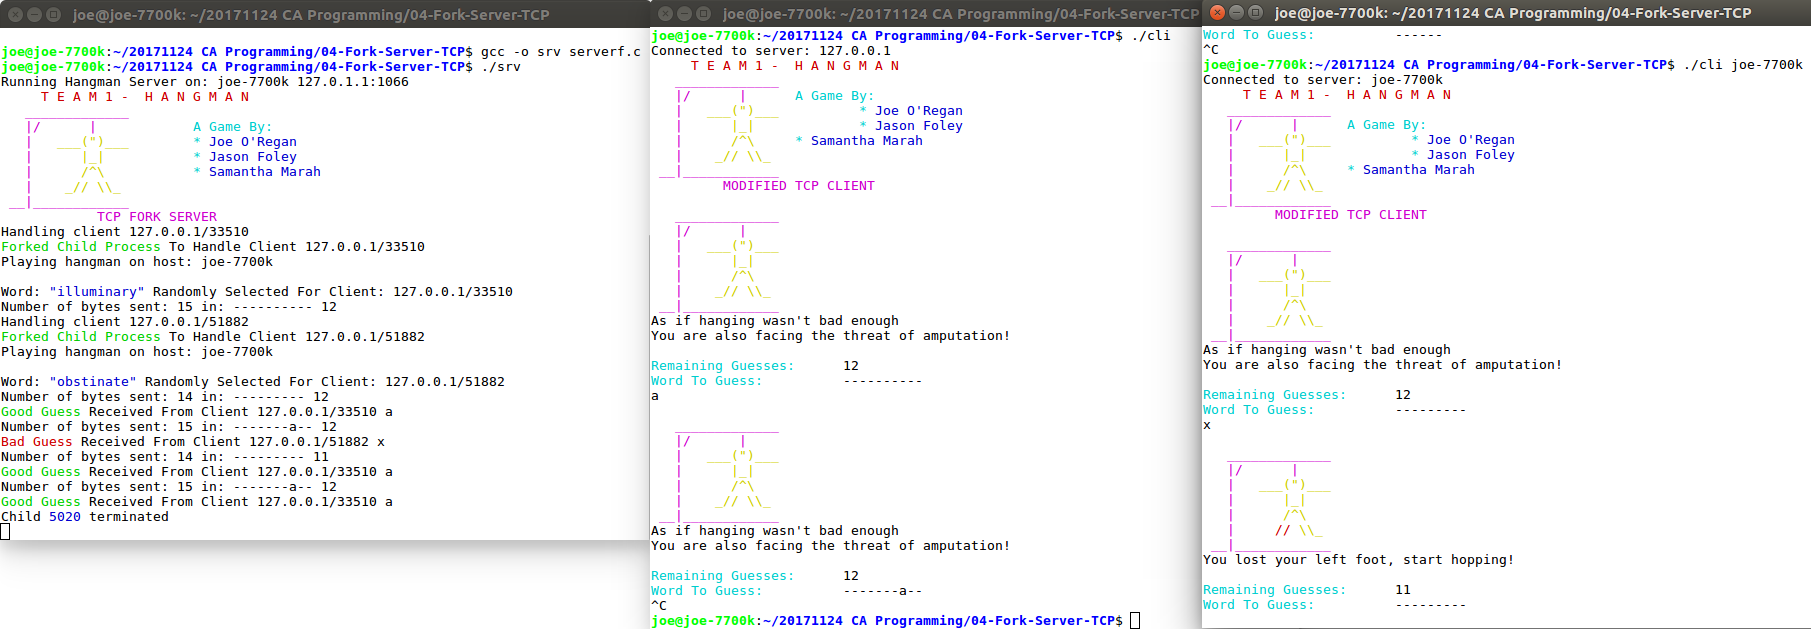 joe@joe-7700k: ~/20171124 CA Programming/04-Fork-Server-TCP
joe@joe-7700k:~/20171124 CA Programming/04-Fork-Server-TCP$ gcc -o srv serverf.c
joe@joe-7700k:~/20171124 CA Programming/04-Fork-Server-TCP$ ./srv
Running Hangman Server on: joe-7700k 127.0.1.1:1066
     T E A M 1 -  H A N G M A N
   _____________
   |/      |            A Game By:
   |   ___(")___        * Joe O'Regan
   |      |_|           * Jason Foley
   |      /^\           * Samantha Marah
   |    _// \\_
 __|____________
            TCP FORK SERVER
Handling client 127.0.0.1/33510
Forked Child Process To Handle Client 127.0.0.1/33510
Playing hangman on host: joe-7700k
Word: "illuminary" Randomly Selected For Client: 127.0.0.1/33510
Number of bytes sent: 15 in: ---------- 12
Handling client 127.0.0.1/51882
Forked Child Process To Handle Client 127.0.0.1/51882
Playing hangman on host: joe-7700k
Word: "obstinate" Randomly Selected For Client: 127.0.0.1/51882
Number of bytes sent: 14 in: --------- 12
Good Guess Received From Client 127.0.0.1/33510 a
Number of bytes sent: 15 in: -------a-- 12
Bad Guess Received From Client 127.0.0.1/51882 x
Number of bytes sent: 14 in: --------- 11
Good Guess Received From Client 127.0.0.1/33510 a
Number of bytes sent: 15 in: -------a-- 12
Good Guess Received From Client 127.0.0.1/33510 a
Child 5020 terminated
joe@joe-7700k: ~/20171124 CA Programming/04-Fork-Server-TCP
joe@joe-7700k:~/20171124 CA Programming/04-Fork-Server-TCP$ ./cli
Connected to server: 127.0.0.1
     T E A M 1 -  H A N G M A N
   _____________
   |/      |      A Game By:
   |   ___(")___          * Joe O'Regan
   |      |_|             * Jason Foley
   |      /^\     * Samantha Marah
   |    _// \\_
 __|____________
         MODIFIED TCP CLIENT
   _____________
   |/      |
   |   ___(")___
   |      |_|
   |      /^\
   |    _// \\_
 __|____________
As if hanging wasn't bad enough
You are also facing the threat of amputation!
Remaining Guesses:      12
Word To Guess:          ----------
a
   _____________
   |/      |
   |   ___(")___
   |      |_|
   |      /^\
   |    _// \\_
 __|____________
As if hanging wasn't bad enough
You are also facing the threat of amputation!
Remaining Guesses:      12
Word To Guess:          -------a--
^C
joe@joe-7700k:~/20171124 CA Programming/04-Fork-Server-TCP$
joe@joe-7700k: ~/20171124 CA Programming/04-Fork-Server-TCP
Word To Guess:          ------
^C
joe@joe-7700k:~/20171124 CA Programming/04-Fork-Server-TCP$ ./cli joe-7700k
Connected to server: joe-7700k
     T E A M 1 -  H A N G M A N
   _____________
   |/      |      A Game By:
   |   ___(")___          * Joe O'Regan
   |      |_|             * Jason Foley
   |      /^\     * Samantha Marah
   |    _// \\_
 __|____________
         MODIFIED TCP CLIENT
   _____________
   |/      |
   |   ___(")___
   |      |_|
   |      /^\
   |    _// \\_
 __|____________
As if hanging wasn't bad enough
You are also facing the threat of amputation!
Remaining Guesses:      12
Word To Guess:          ---------
x
   _____________
   |/      |
   |   ___(")___
   |      |_|
   |      /^\
   |     // \\_
 __|____________
You lost your left foot, start hopping!
Remaining Guesses:      11
Word To Guess:          ---------